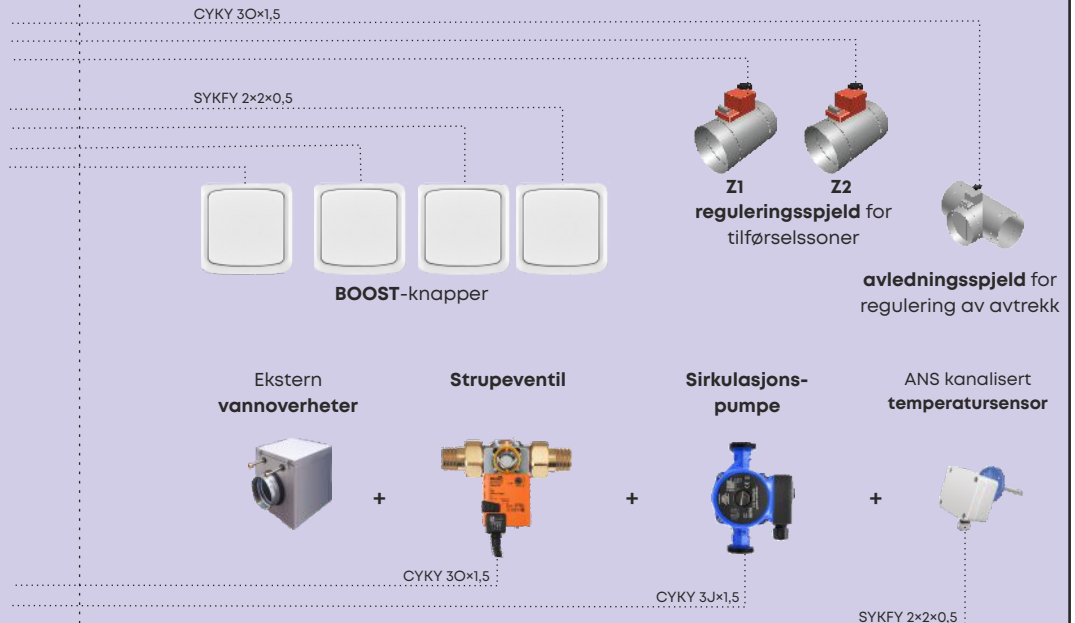 CYKY 3O×1,5
SYKFY 2×2×0,5
Z1
Z2
reguleringsspjeld for
tilførselssoner
avledningsspjeld for
regulering av avtrekk
BOOST-knapper
Ekstern
vannoverheter
Strupeventil
Sirkulasjons-
pumpe
ANS kanalisert
temperatursensor
+
+
+
CYKY 3O×1,5
CYKY 3J×1,5
SYKFY 2×2×0,5